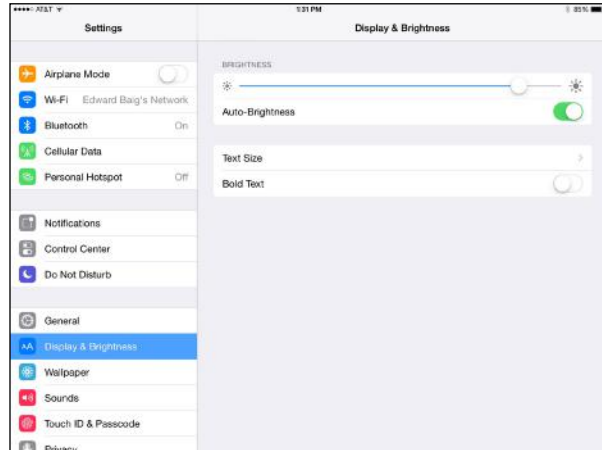 AT&T
1:31 PM
85%
Settings
Display & Brightness
Airplane Mode
Wi-Fi Edward Baig's Network
Bluetooth On
Cellular Data
Personal Hotspot Off
Notifications
Control Center
Do Not Disturb
General
Display & Brightness
Wallpaper
Sounds
Touch ID & Passcode
Privacy
BRIGHTNESS
Auto-Brightness
Text Size
Bold Text